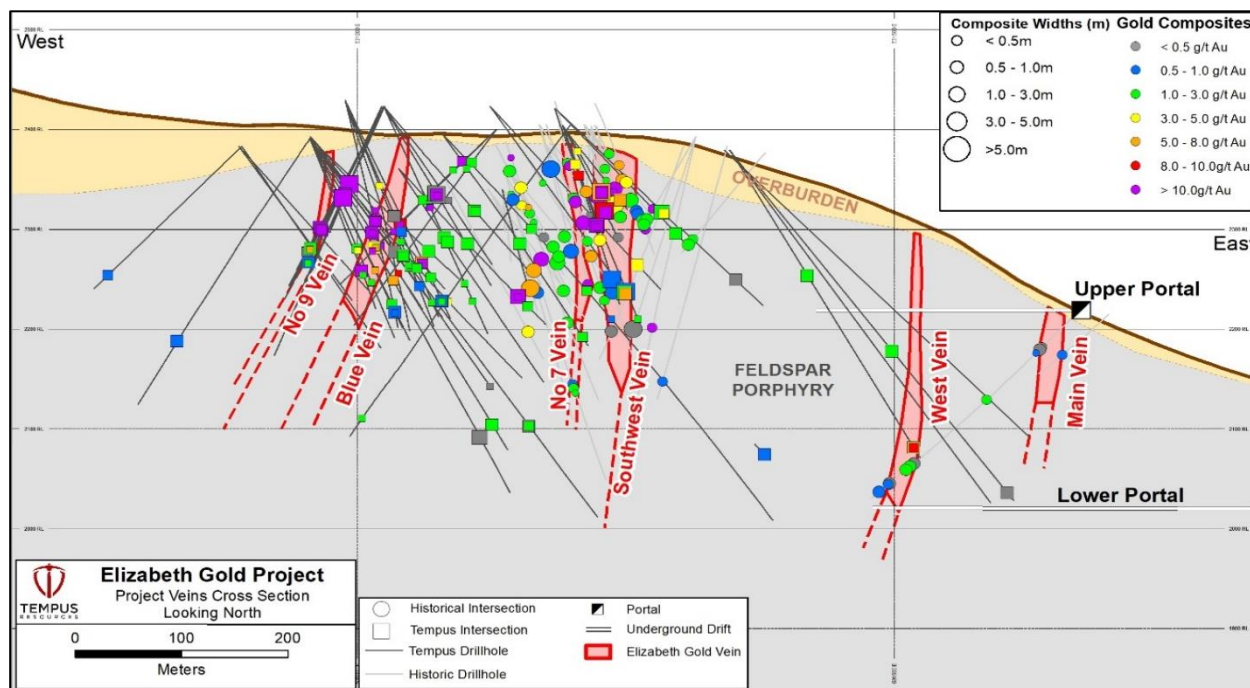 West
East
Composite Widths (m)
< 0.5m
0.5 - 1.0m
1.0 - 3.0m
3.0 - 5.0m
>5.0m
Gold Composites
< 0.5 g/t Au
0.5 - 1.0 g/t Au
1.0 - 3.0 g/t Au
3.0 - 5.0 g/t Au
5.0 - 8.0 g/t Au
8.0 - 10.0g/t Au
> 10.0g/t Au
OVERBURDEN
Upper Portal
No 9 Vein
Blue Vein
No 7 Vein
Southwest Vein
FELDSPAR
PORPHYRY
West Vein
Main Vein
Lower Portal
TEMPUS
RESOURCES
Elizabeth Gold Project
Project Veins Cross Section
Looking North
0 100 200
Meters
Historical Intersection
Tempus Intersection
Tempus Drillhole
Historic Drillhole
Portal
Underground Drift
Elizabeth Gold Vein